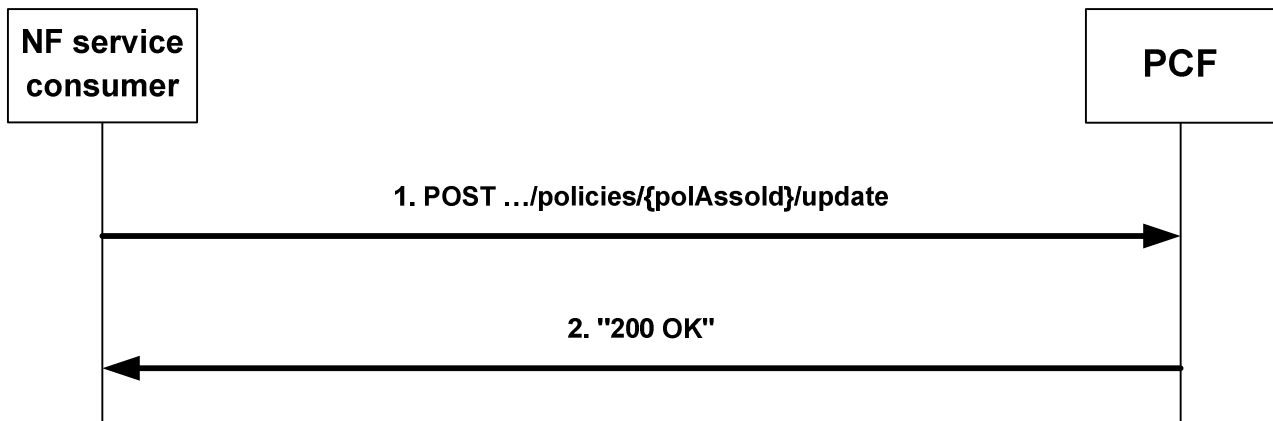 NF service
consumer
PCF
1. POST …/policies/{polAssoId}/update
2. "200 OK"